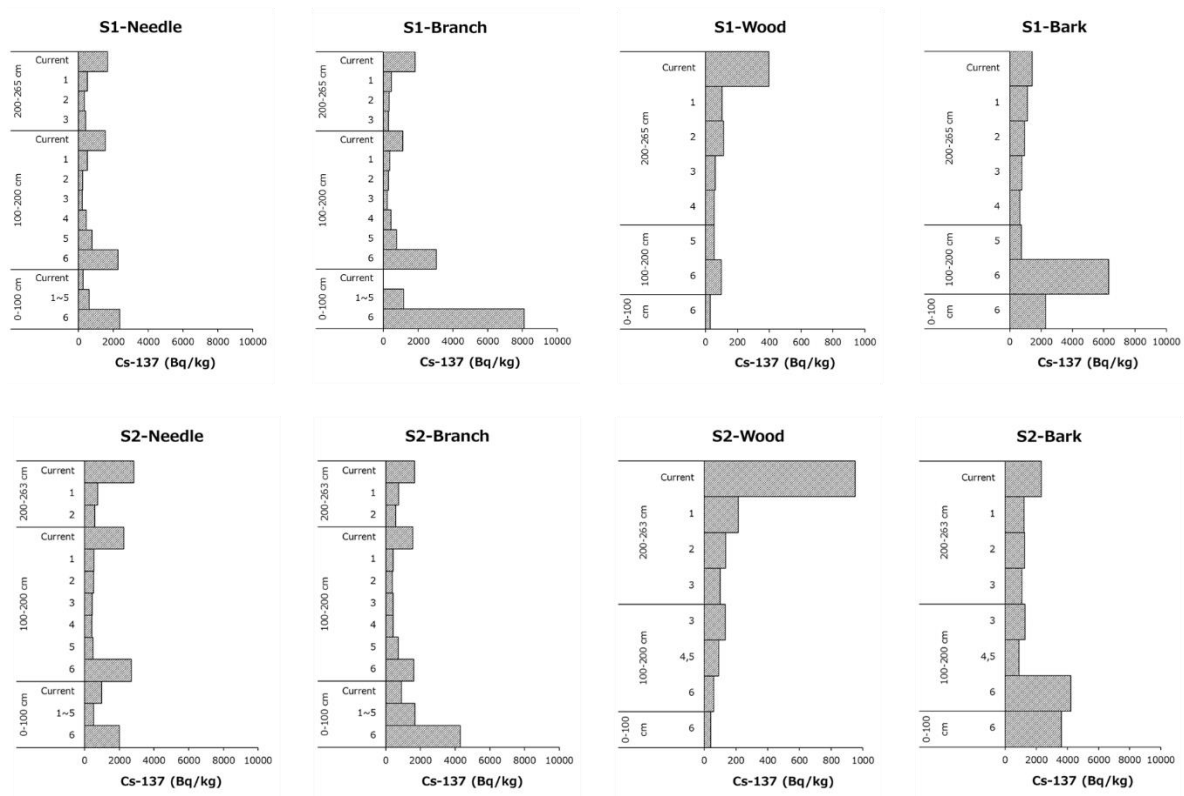 S1-Needle
200-265 cm
Current
1
2
3
100-200 cm
Current
1
2
3
4
5
6
0-100 cm
Current
1~5
6
0 2000 4000 6000 8000 10000
Cs-137 (Bq/kg)
S1-Branch
200-265 cm
Current
1
2
3
100-200 cm
Current
1
2
3
4
5
6
0-100 cm
1~5
6
0 2000 4000 6000 8000 10000
Cs-137 (Bq/kg)
S1-Wood
200-265 cm
Current
1
2
3
4
100-200 cm
5
6
0-100
cm
6
0 200 400 600 800 1000
Cs-137 (Bq/kg)
S1-Bark
200-265 cm
Current
1
2
3
4
100-200 cm
5
6
0-100
cm
6
0 2000 4000 6000 8000 10000
Cs-137 (Bq/kg)
S2-Needle
200-263 cm
Current
1
2
100-200 cm
Current
1
2
3
4
5
6
0-100 cm
Current
1~5
6
0 2000 4000 6000 8000 10000
Cs-137 (Bq/kg)
S2-Branch
200-263 cm
Current
1
2
100-200 cm
Current
1
2
3
4
5
6
0-100 cm
Current
1~5
6
0 2000 4000 6000 8000 10000
Cs-137 (Bq/kg)
S2-Wood
200-263 cm
Current
1
2
3
100-200 cm
3
4,5
6
0-100
cm
6
0 200 400 600 800 1000
Cs-137 (Bq/kg)
S2-Bark
200-263 cm
Current
1
2
3
100-200 cm
3
4,5
6
0-100
cm
6
0 2000 4000 6000 8000 10000
Cs-137 (Bq/kg)